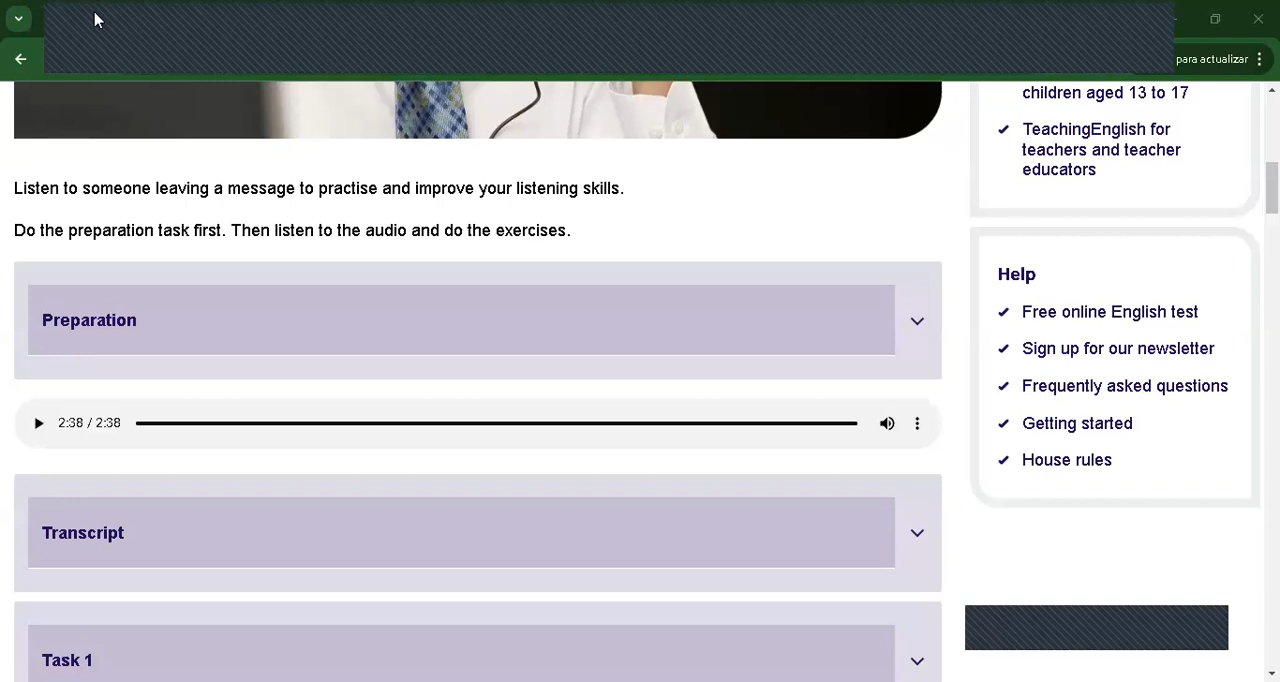 para actualizar
children aged 13 to 17
TeachingEnglish for
teachers and teacher
educators
Listen to someone leaving a message to practise and improve your listening skills.
Do the preparation task first. Then listen to the audio and do the exercises.
Preparation
2:38 / 2:38
Transcript
Task 1
Help
Free online English test
Sign up for our newsletter
Frequently asked questions
Getting started
House rules